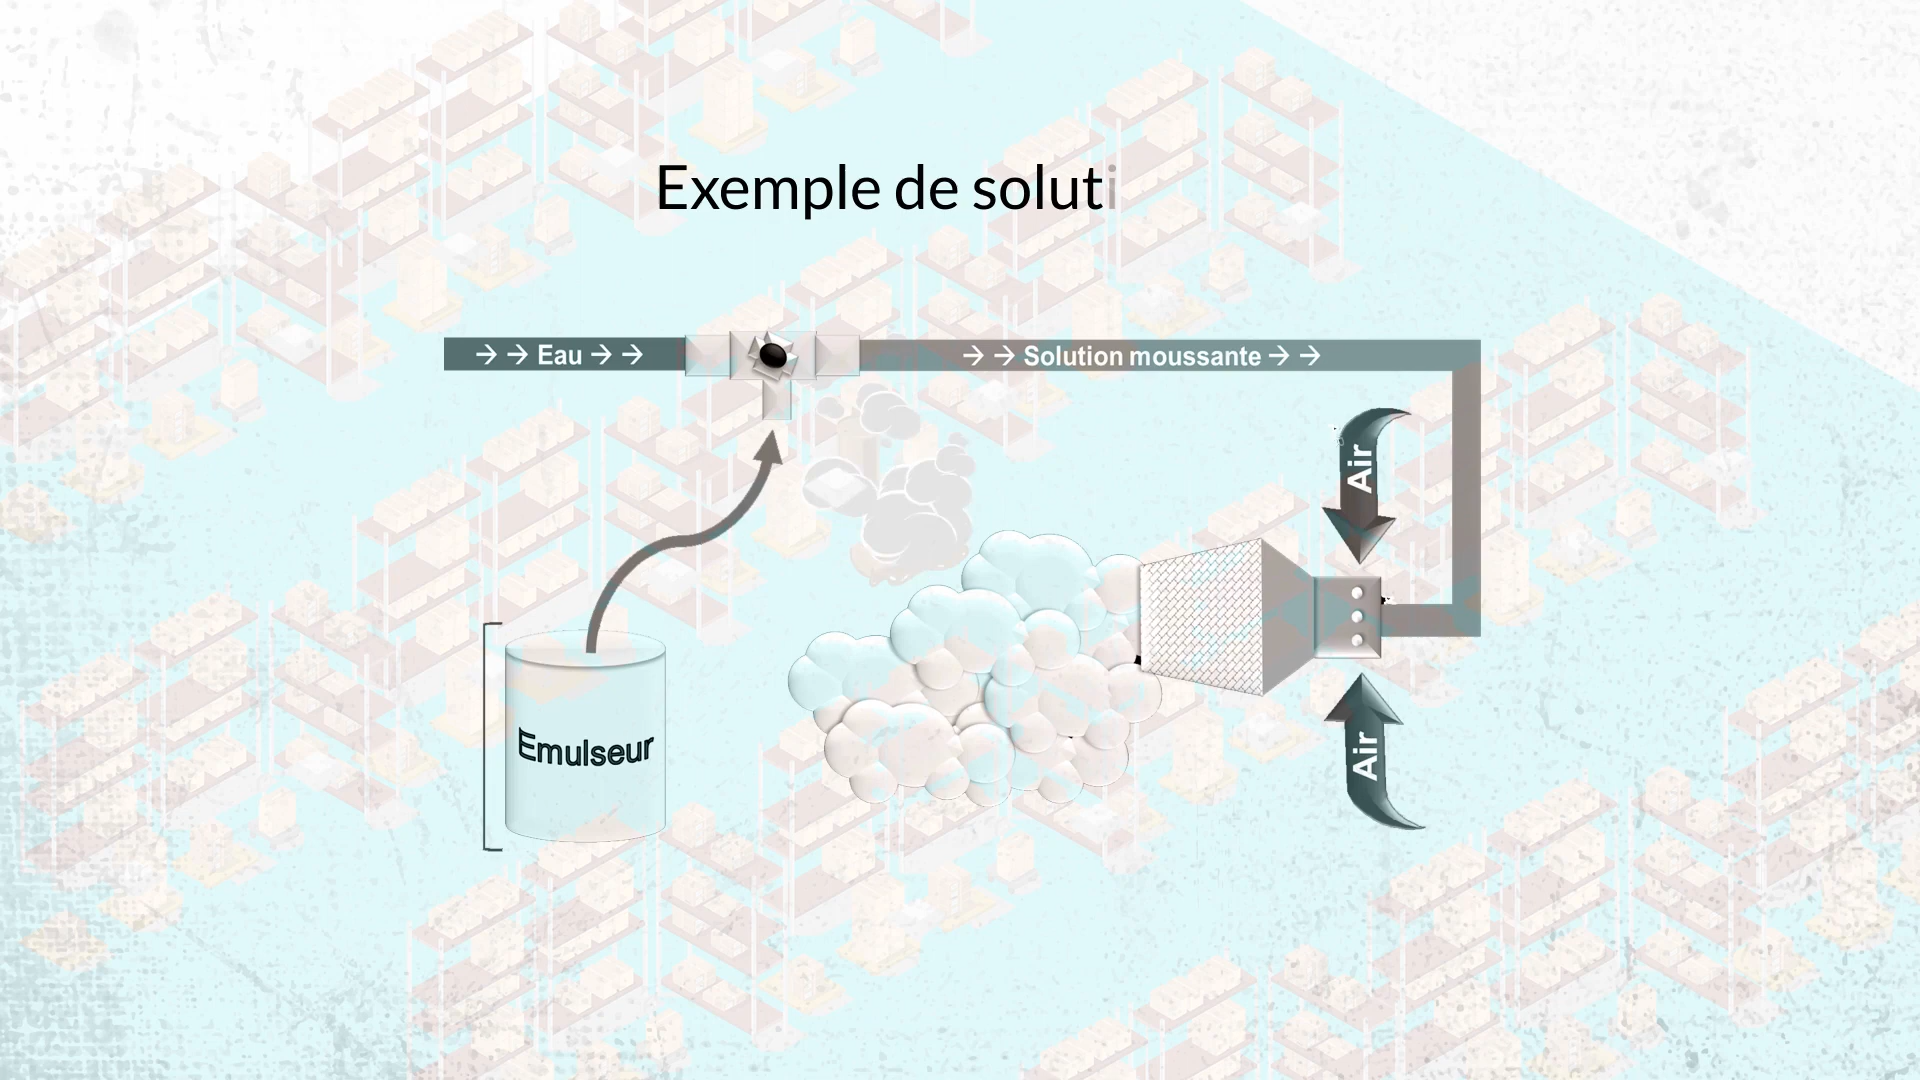 Exemple de soluti
→ → Eau → →
→ → Solution moussante → →
Air
Emulseur
Air